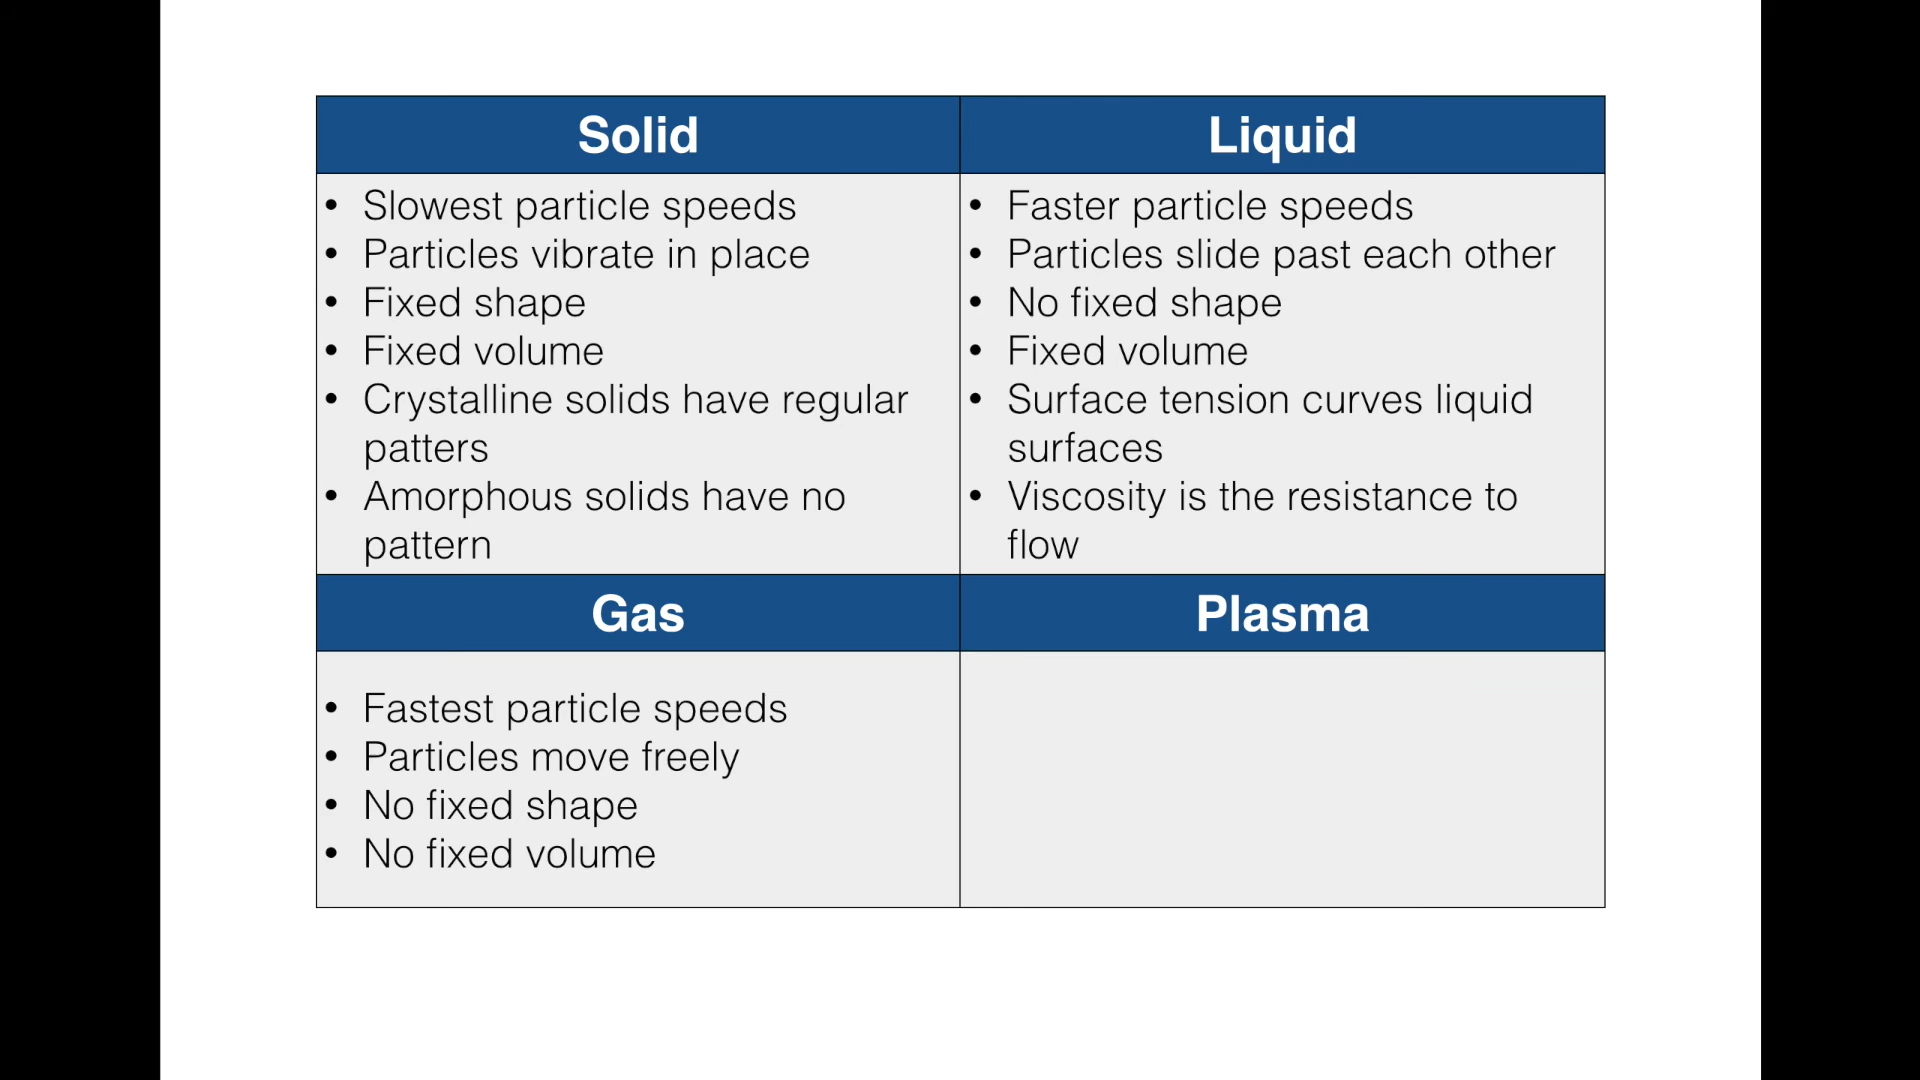 Solid
• Slowest particle speeds
• Particles vibrate in place
• Fixed shape
• Fixed volume
• Crystalline solids have regular
patters
• Amorphous solids have no
pattern
Liquid
• Faster particle speeds
• Particles slide past each other
• No fixed shape
• Fixed volume
• Surface tension curves liquid
surfaces
• Viscosity is the resistance to
flow
Gas
• Fastest particle speeds
• Particles move freely
• No fixed shape
• No fixed volume
Plasma